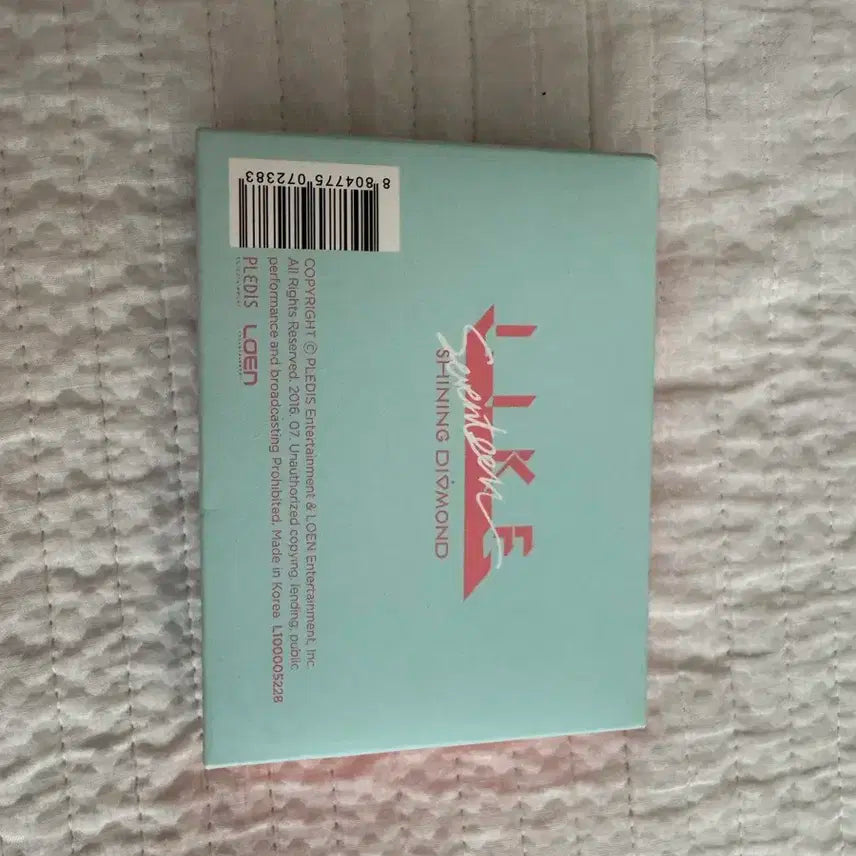 LIKE
Seventeen
SHINING DIAMOND
COPYRIGHT © PLEDIS Entertainment & LOEN Entertainment, Inc.
All Rights Reserved. 2016. 07. Unauthorized copying, lending, public
performance and broadcasting Prohibited. Made in Korea L100005228
PLEDIS
LOEN
8 804775 072383